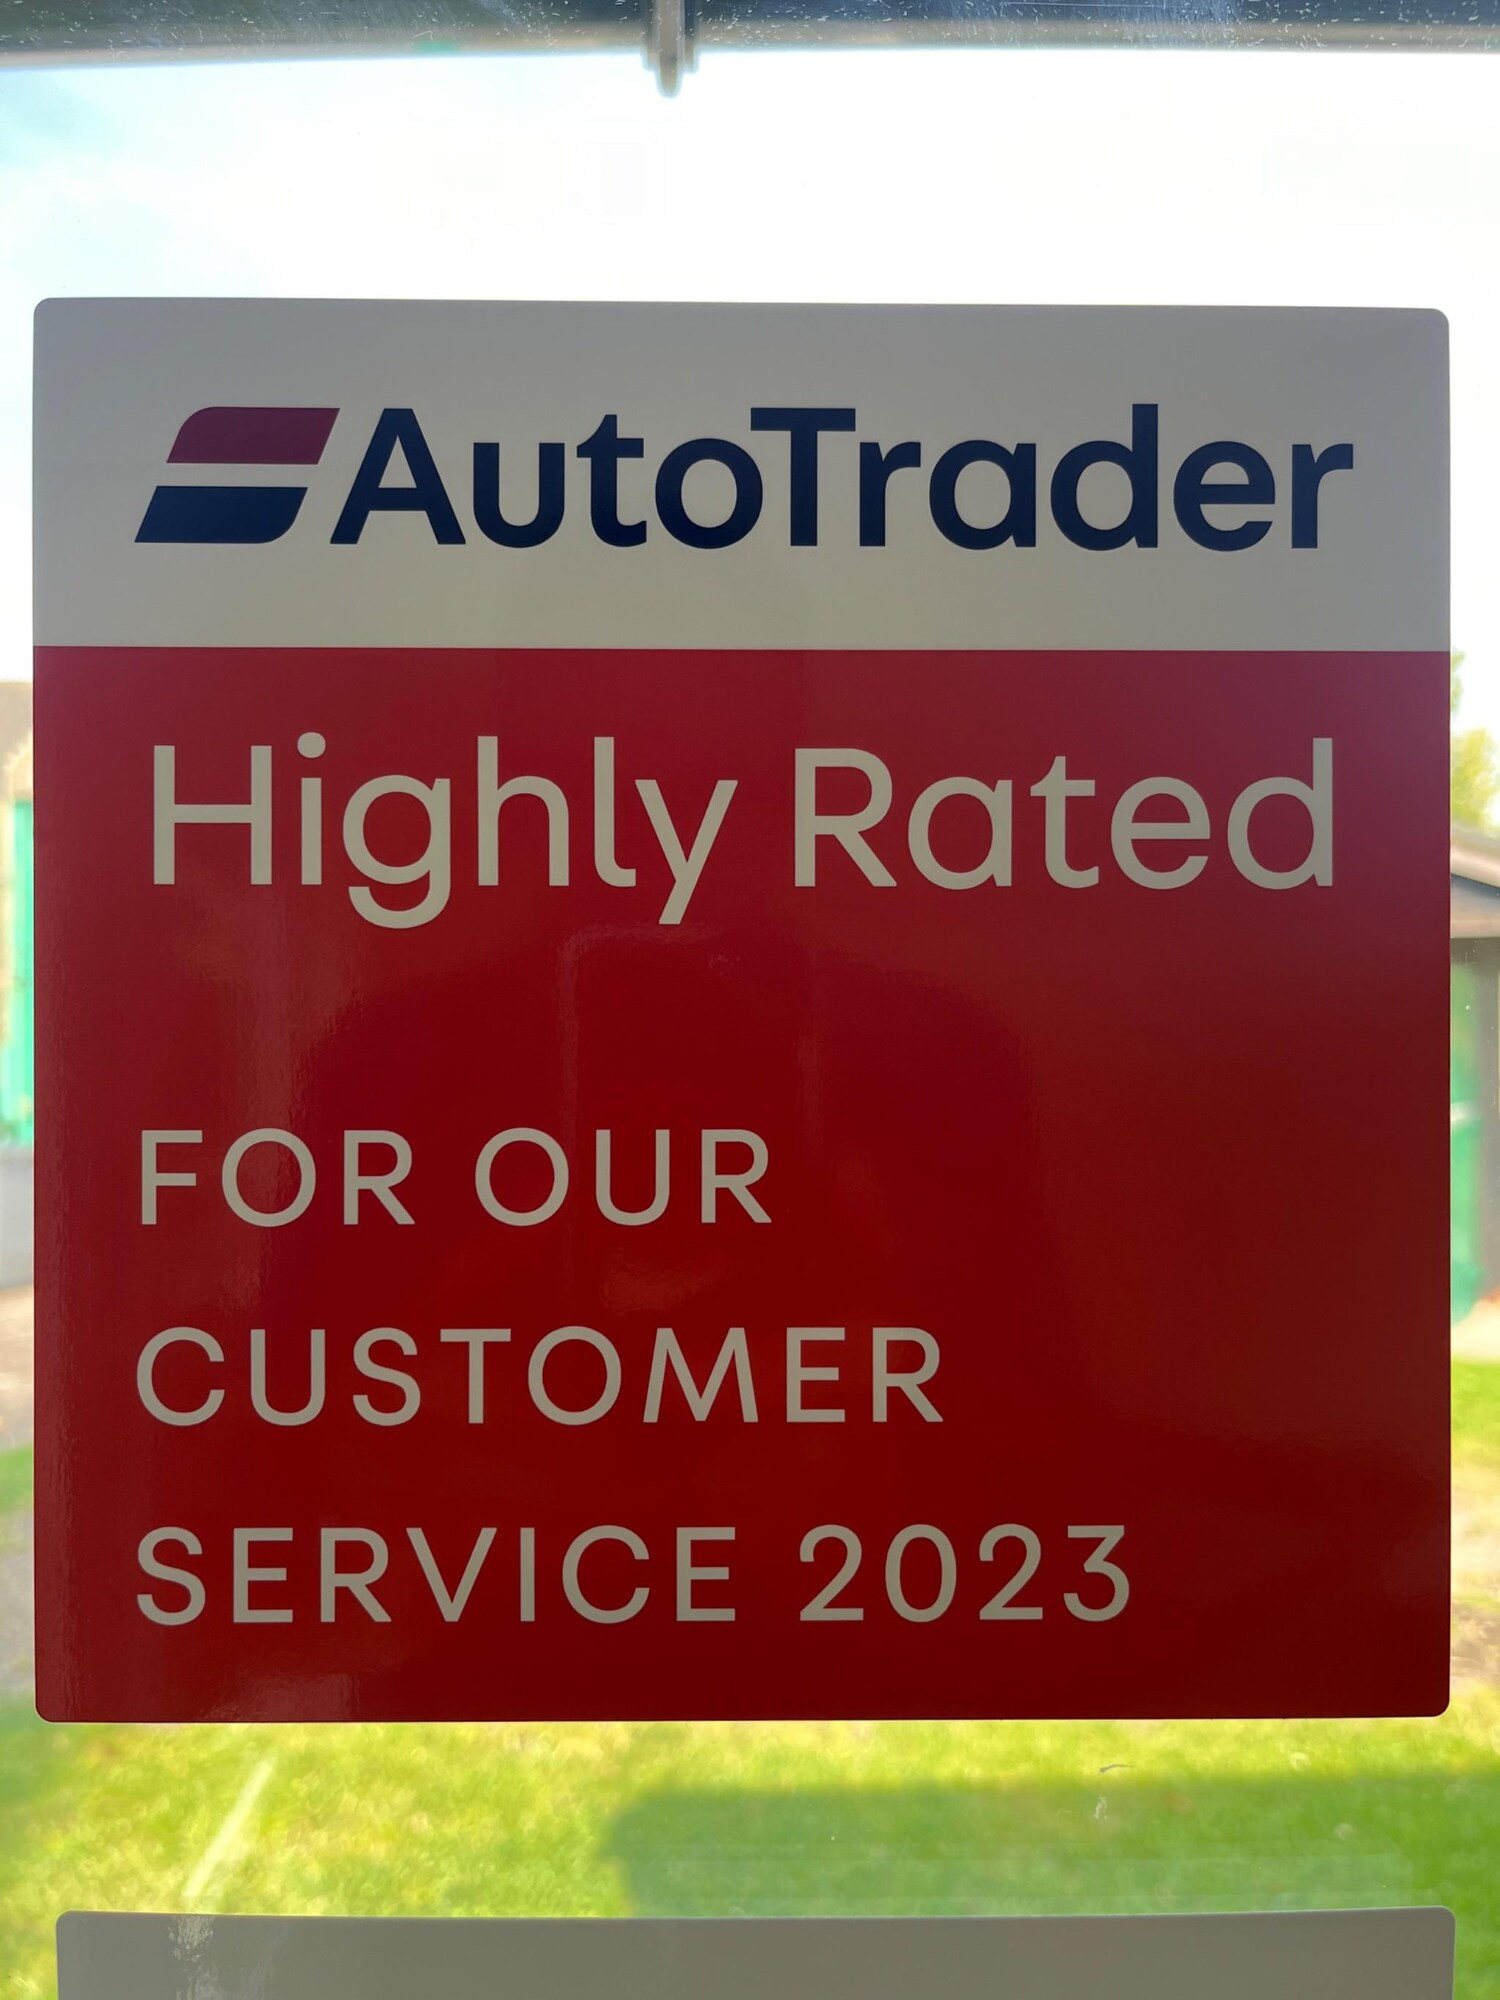 AutoTrader
Highly Rated
FOR OUR
CUSTOMER
SERVICE 2023